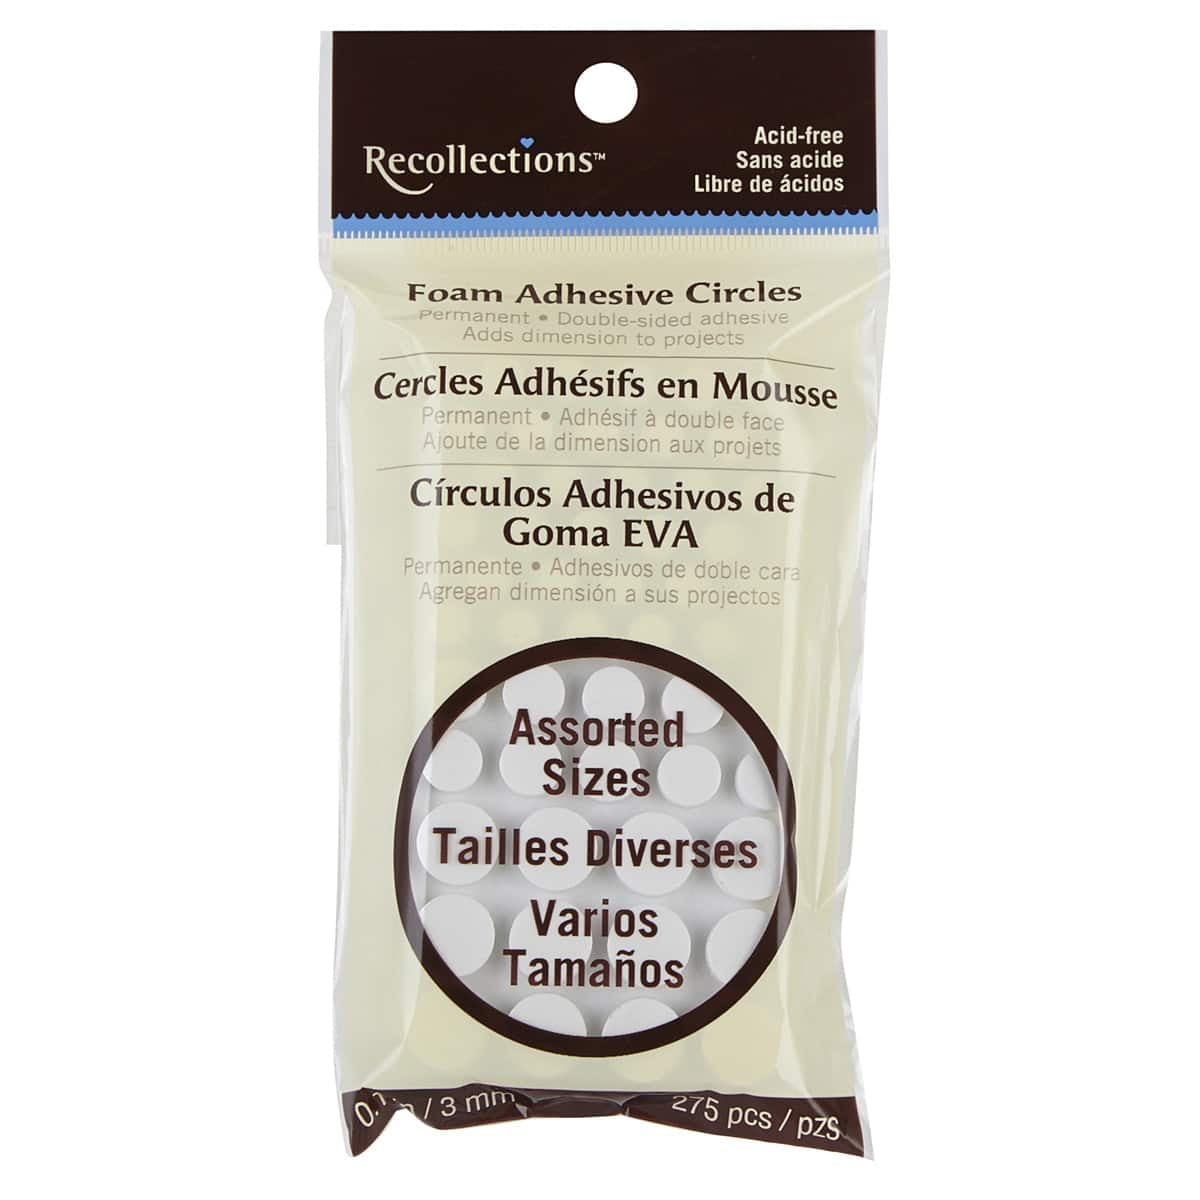 Recollections™
Acid-free
Sans acide
Libre de ácidos
Foam Adhesive Circles
Permanent • Double-sided adhesive
Adds dimension to projects
Cercles Adhésifs en Mousse
Permanent • Adhésif à double face
Ajoute de la dimension aux projets
Círculos Adhesivos de
Goma EVA
Permanente • Adhesivos de doble cara
Agregan dimensión a sus projectos
Assorted
Sizes
Tailles Diverses
Varios
Tamaños
/ 3 mm
275 pcs / pzs